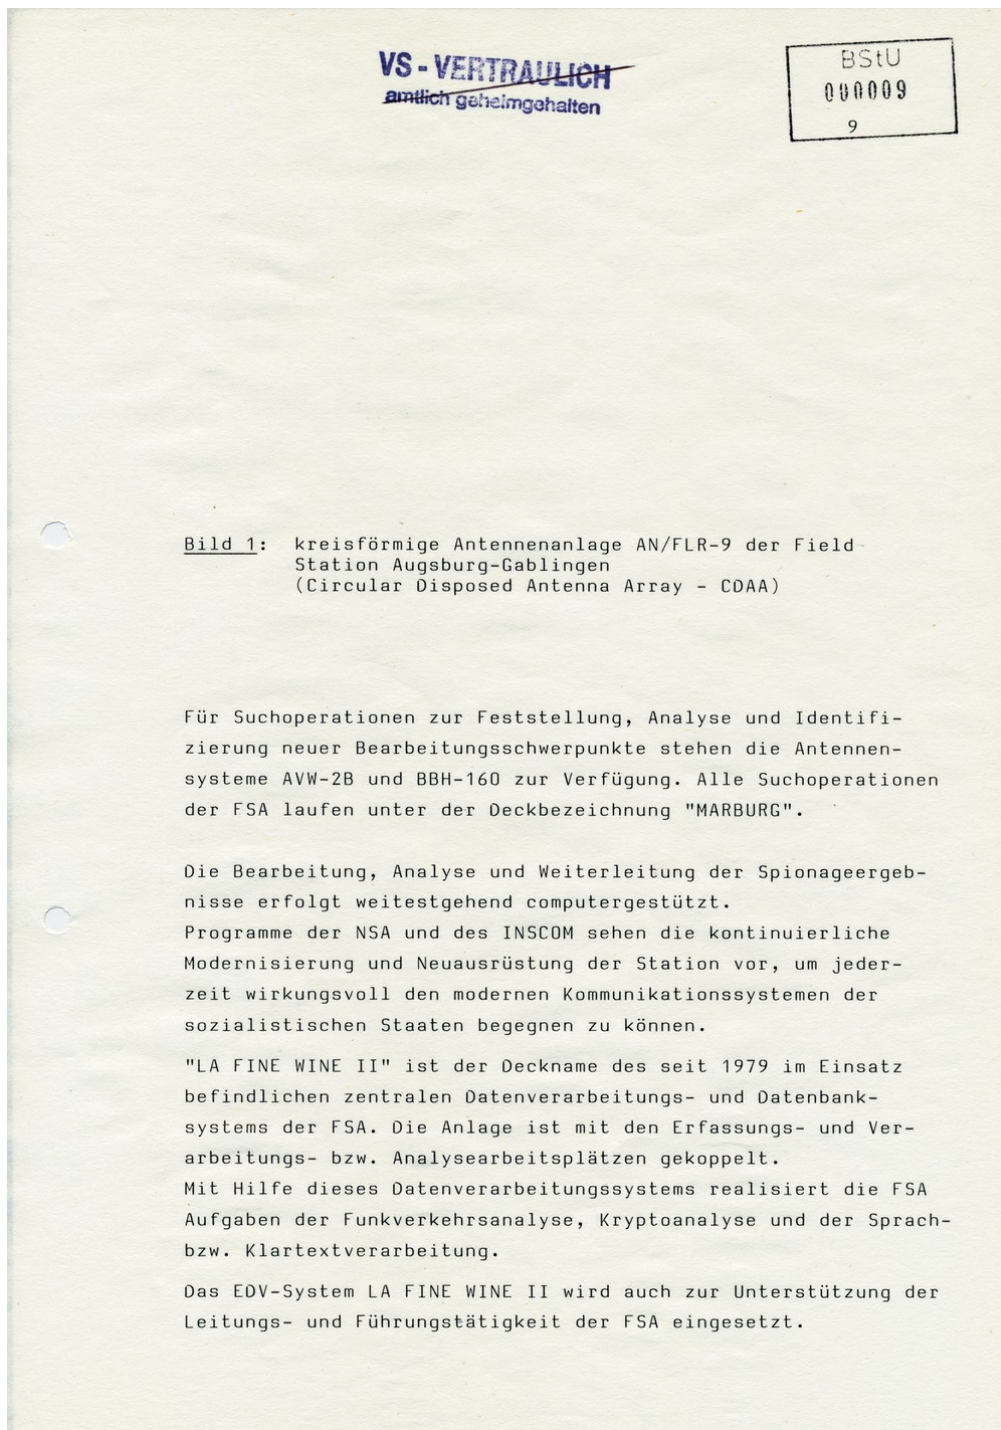 VS-VERTRAULICH
amtlich geheimgehalten
BStU
000009
9
Bild 1: kreisförmige Antennenanlage AN/FLR-9 der Field
Station Augsburg-Gablingen
(Circular Disposed Antenna Array - CDAA)
Für Suchoperationen zur Feststellung, Analyse und Identifi-
zierung neuer Bearbeitungsschwerpunkte stehen die Antennen-
systeme AVW-2B und BBH-160 zur Verfügung. Alle Suchoperationen
der FSA laufen unter der Deckbezeichnung "MARBURG".
Die Bearbeitung, Analyse und Weiterleitung der Spionageergeb-
nisse erfolgt weitestgehend computergestützt.
Programme der NSA und des INSCOM sehen die kontinuierliche
Modernisierung und Neuausrüstung der Station vor, um jeder-
zeit wirkungsvoll den modernen Kommunikationssystemen der
sozialistischen Staaten begegnen zu können.
"LA FINE WINE II" ist der Deckname des seit 1979 im Einsatz
befindlichen zentralen Datenverarbeitungs- und Datenbank-
systems der FSA. Die Anlage ist mit den Erfassungs- und Ver-
arbeitungs- bzw. Analysearbeitsplätzen gekoppelt.
Mit Hilfe dieses Datenverarbeitungssystems realisiert die FSA
Aufgaben der Funkverkehrsanalyse, Kryptoanalyse und der Sprach-
bzw. Klartextverarbeitung.
Das EDV-System LA FINE WINE II wird auch zur Unterstützung der
Leitungs- und Führungstätigkeit der FSA eingesetzt.